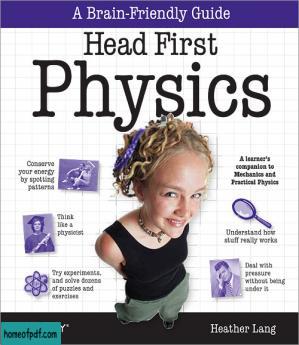 A Brain-Friendly Guide
Head First
Physics
A learner's
companion to
Mechanics and
Practical Physics
Conserve
your energy
by spotting
patterns
Think
like a
physicist
Understand how
stuff really works
Try experiments,
and solve dozens
of puzzles and
exercises
Deal with
pressure without
being under it
homeofpdf.com
Heather Lang